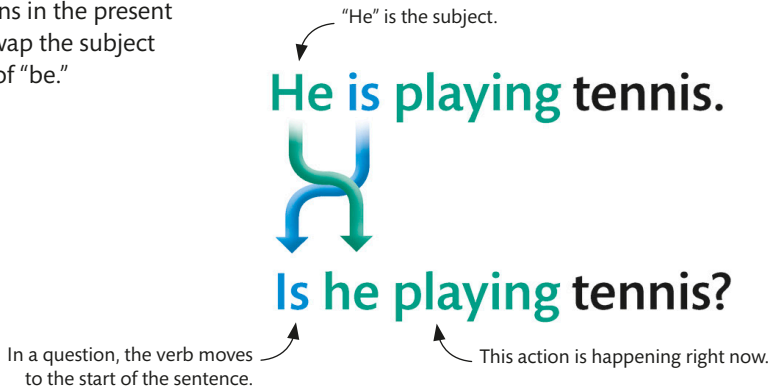 ns in the present
vap the subject
of “be.”
“He” is the subject.
He is playing tennis.
Is he playing tennis?
In a question, the verb moves
to the start of the sentence.
This action is happening right now.